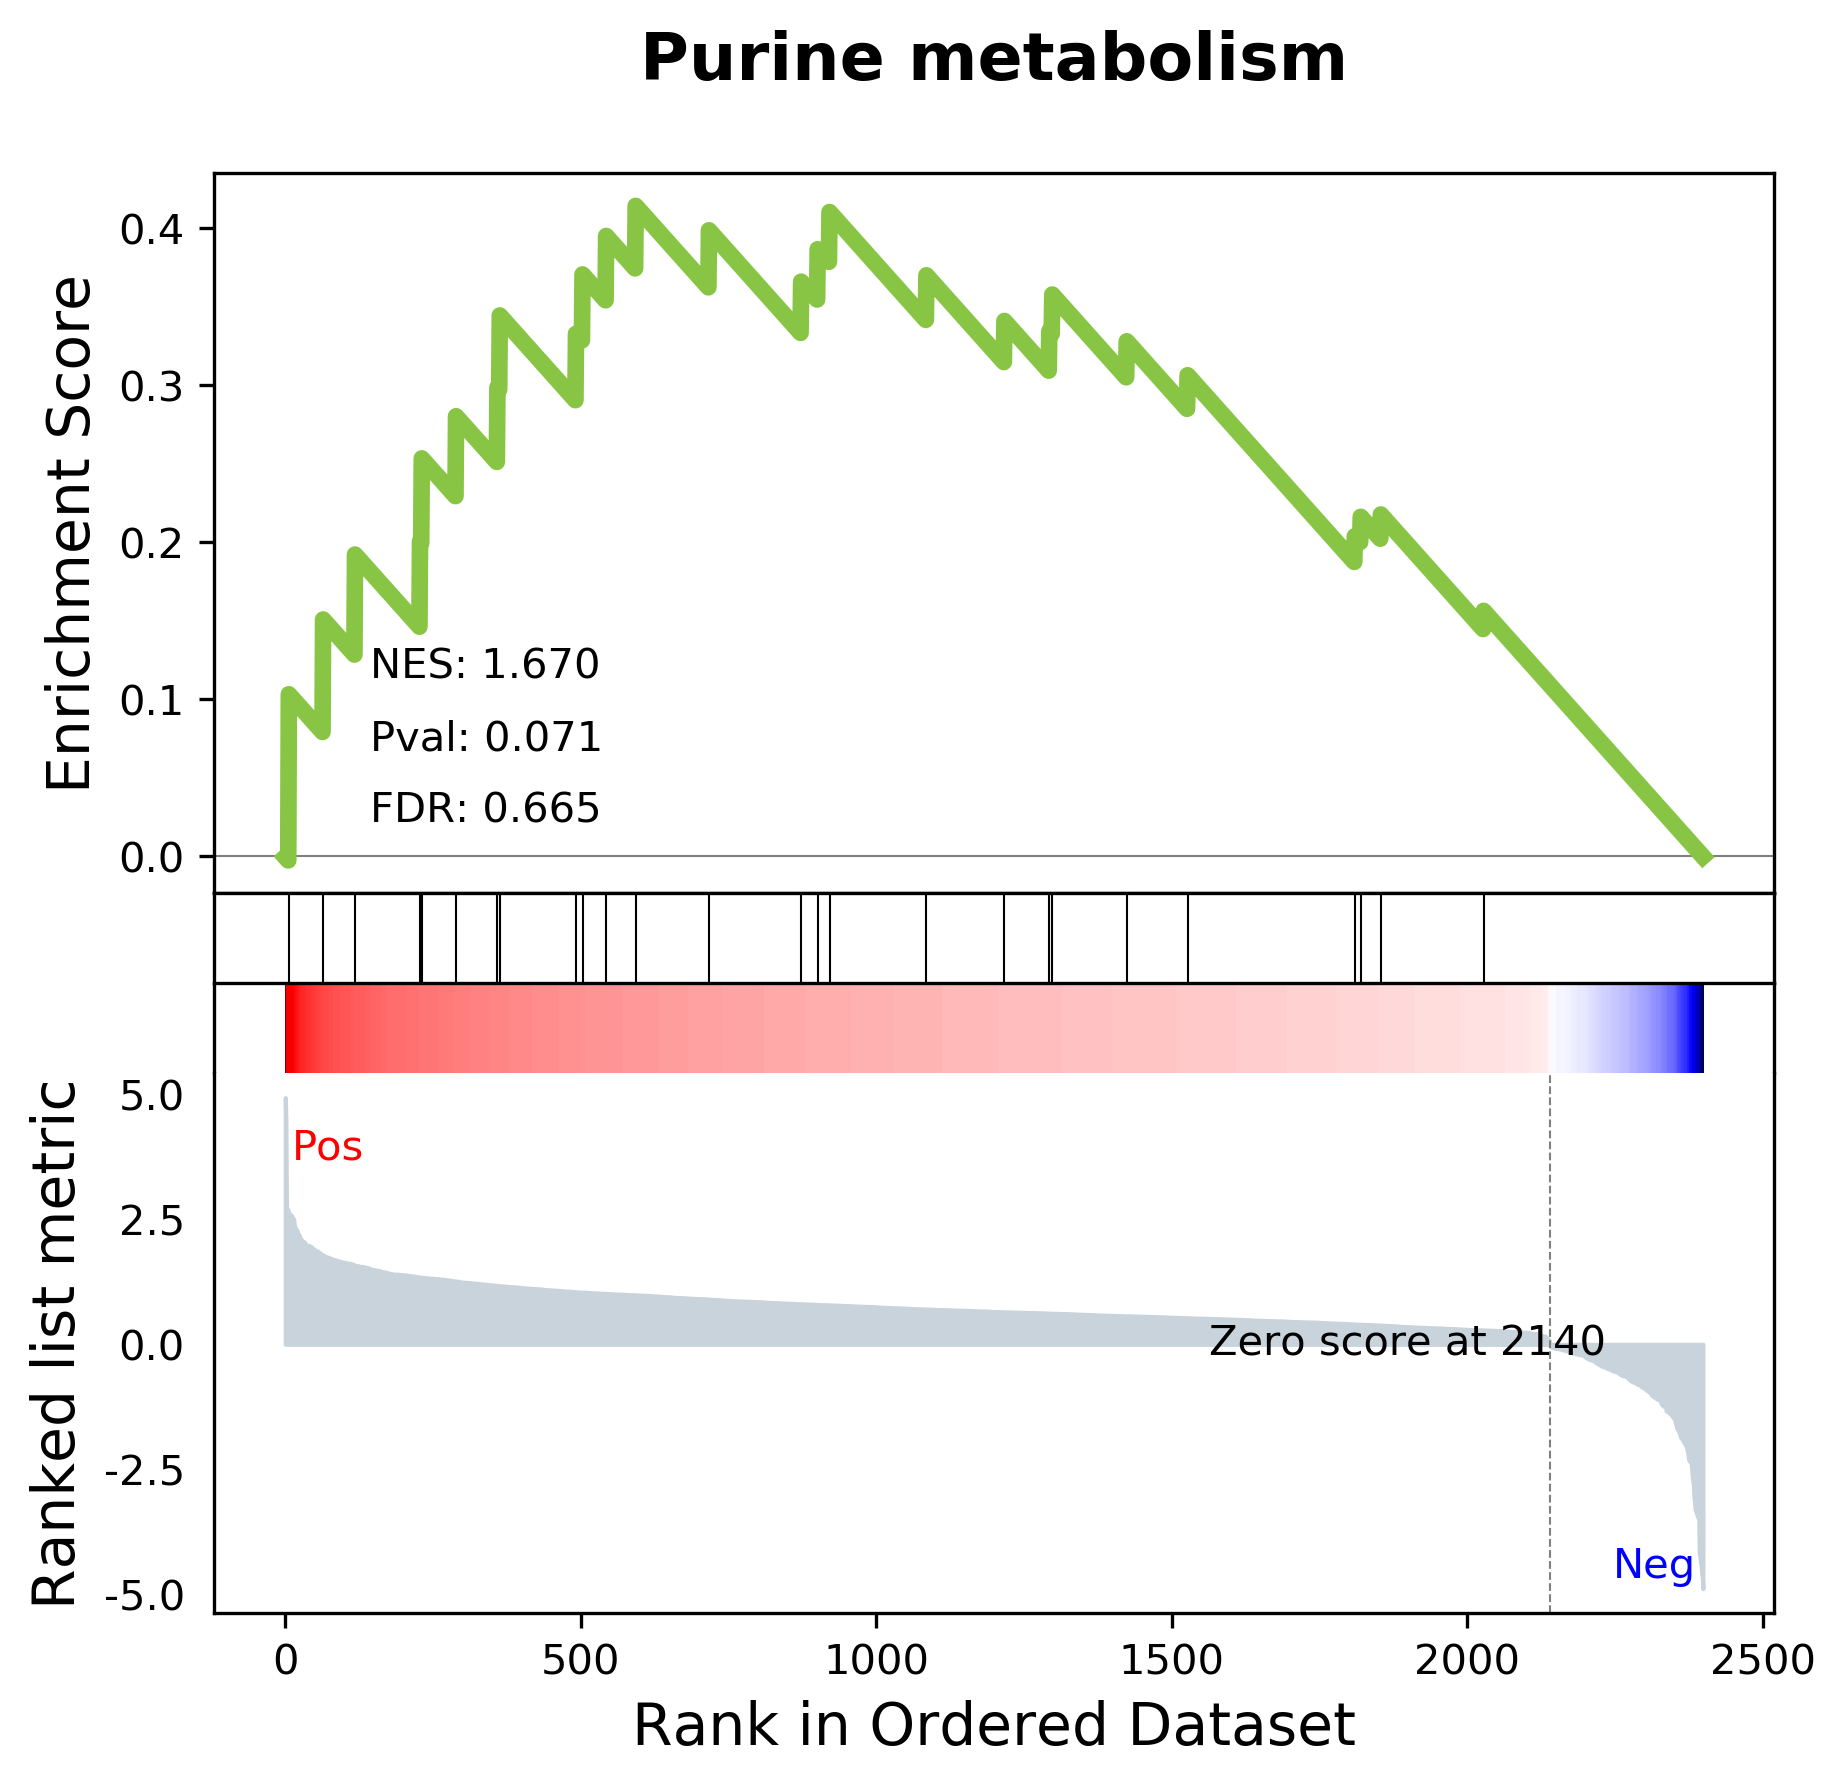 Purine metabolism
Enrichment Score
0.4
0.3
0.2
0.1
0.0
NES: 1.670
Pval: 0.071
FDR: 0.665
Ranked list metric
5.0
2.5
0.0
-2.5
-5.0
Pos
Zero score at 2140
Neg
0 500 1000 1500 2000 2500
Rank in Ordered Dataset